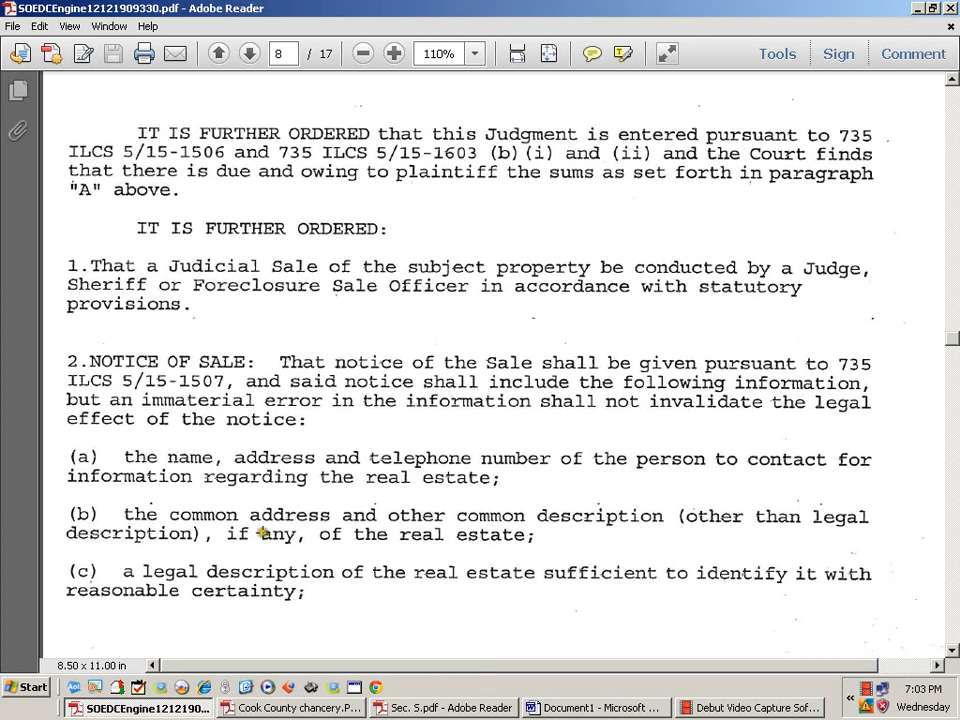 SOEDCEngine12121909330.pdf - Adobe Reader
File Edit View Window Help
8 / 17 110% Tools Sign Comment
IT IS FURTHER ORDERED that this Judgment is entered pursuant to 735
ILCS 5/15-1506 and 735 ILCS 5/15-1603 (b)(i) and (ii) and the Court finds
that there is due and owing to plaintiff the sums as set forth in paragraph
"A" above.
IT IS FURTHER ORDERED:
1.That a Judicial Sale of the subject property be conducted by a Judge,
Sheriff or Foreclosure Sale Officer in accordance with statutory
provisions.
2.NOTICE OF SALE: That notice of the Sale shall be given pursuant to 735
ILCS 5/15-1507, and said notice shall include the following information,
but an immaterial error in the information shall not invalidate the legal
effect of the notice:
(a) the name, address and telephone number of the person to contact for
information regarding the real estate;
(b) the common address and other common description (other than legal
description), if any, of the real estate;
(c) a legal description of the real estate sufficient to identify it with
reasonable certainty;
8.50 x 11.00 in
Start
7:03 PM
SOEDCEngine1212190... Cook County chancery.P... Sec. S.pdf - Adobe Reader Document1 - Microsoft ... Debut Video Capture Sof... Wednesday